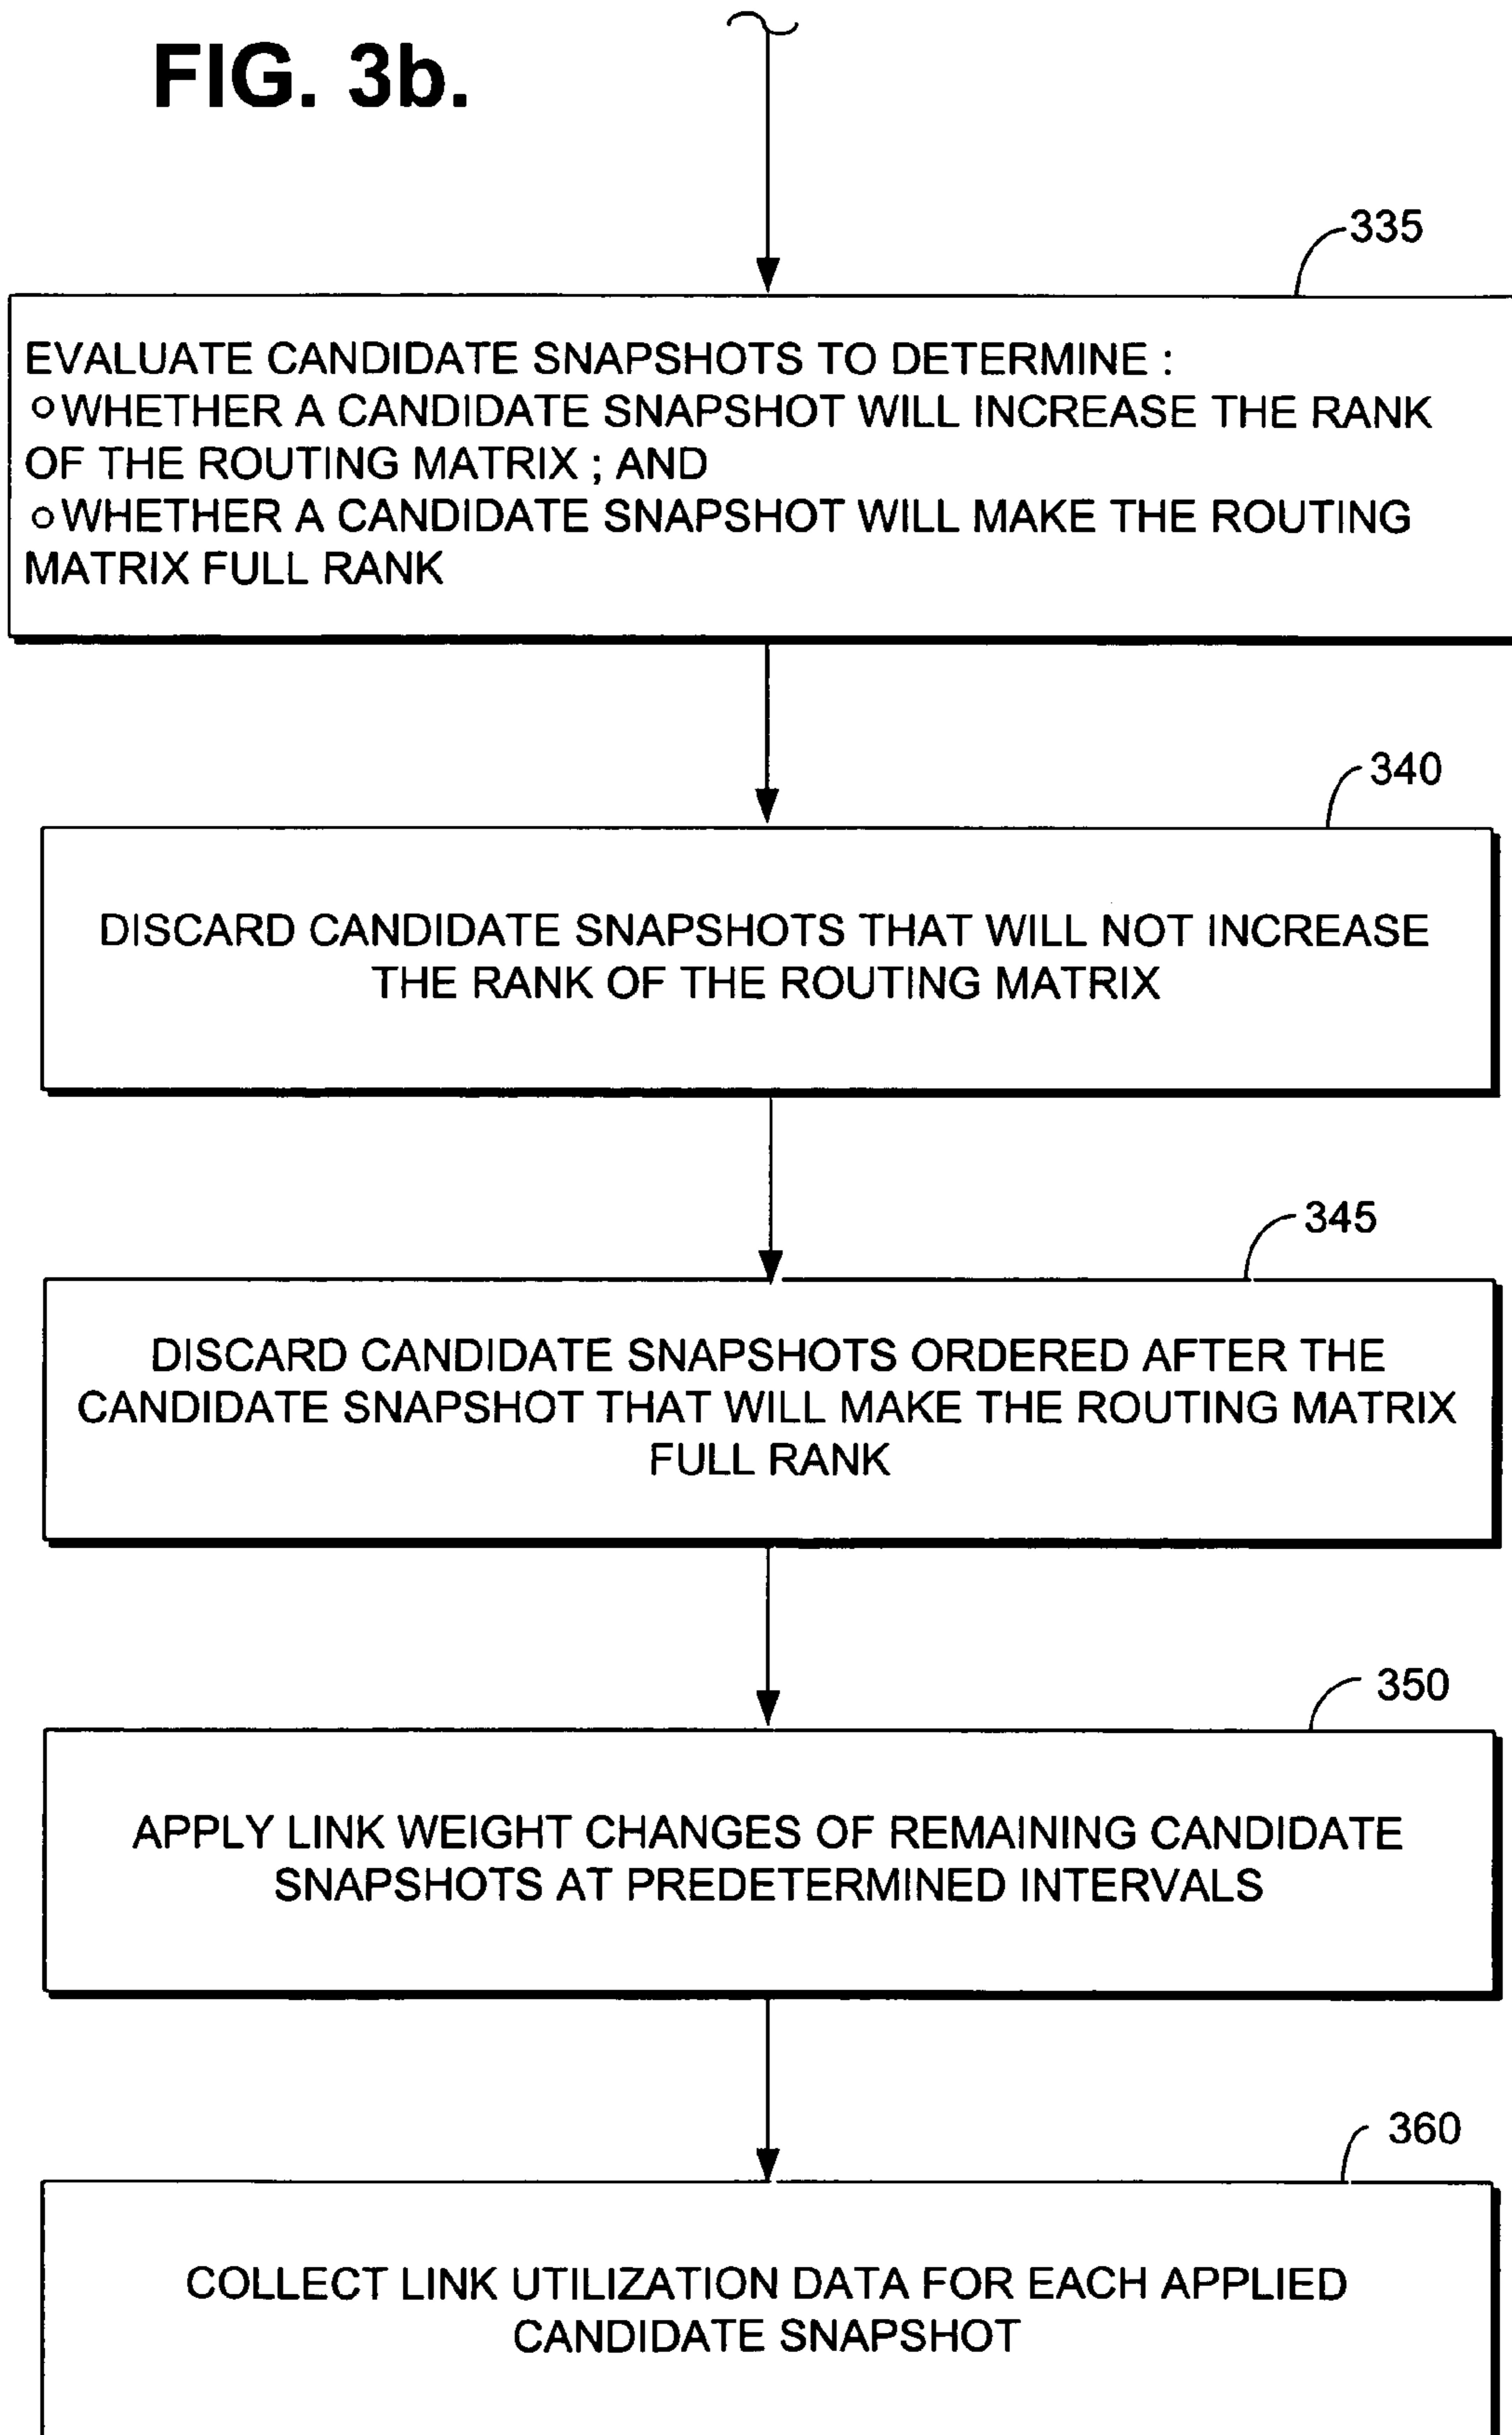 FIG. 3b.
335
EVALUATE CANDIDATE SNAPSHOTS TO DETERMINE :
○ WHETHER A CANDIDATE SNAPSHOT WILL INCREASE THE RANK
OF THE ROUTING MATRIX ; AND
○ WHETHER A CANDIDATE SNAPSHOT WILL MAKE THE ROUTING
MATRIX FULL RANK
340
DISCARD CANDIDATE SNAPSHOTS THAT WILL NOT INCREASE
THE RANK OF THE ROUTING MATRIX
345
DISCARD CANDIDATE SNAPSHOTS ORDERED AFTER THE
CANDIDATE SNAPSHOT THAT WILL MAKE THE ROUTING MATRIX
FULL RANK
350
APPLY LINK WEIGHT CHANGES OF REMAINING CANDIDATE
SNAPSHOTS AT PREDETERMINED INTERVALS
360
COLLECT LINK UTILIZATION DATA FOR EACH APPLIED
CANDIDATE SNAPSHOT